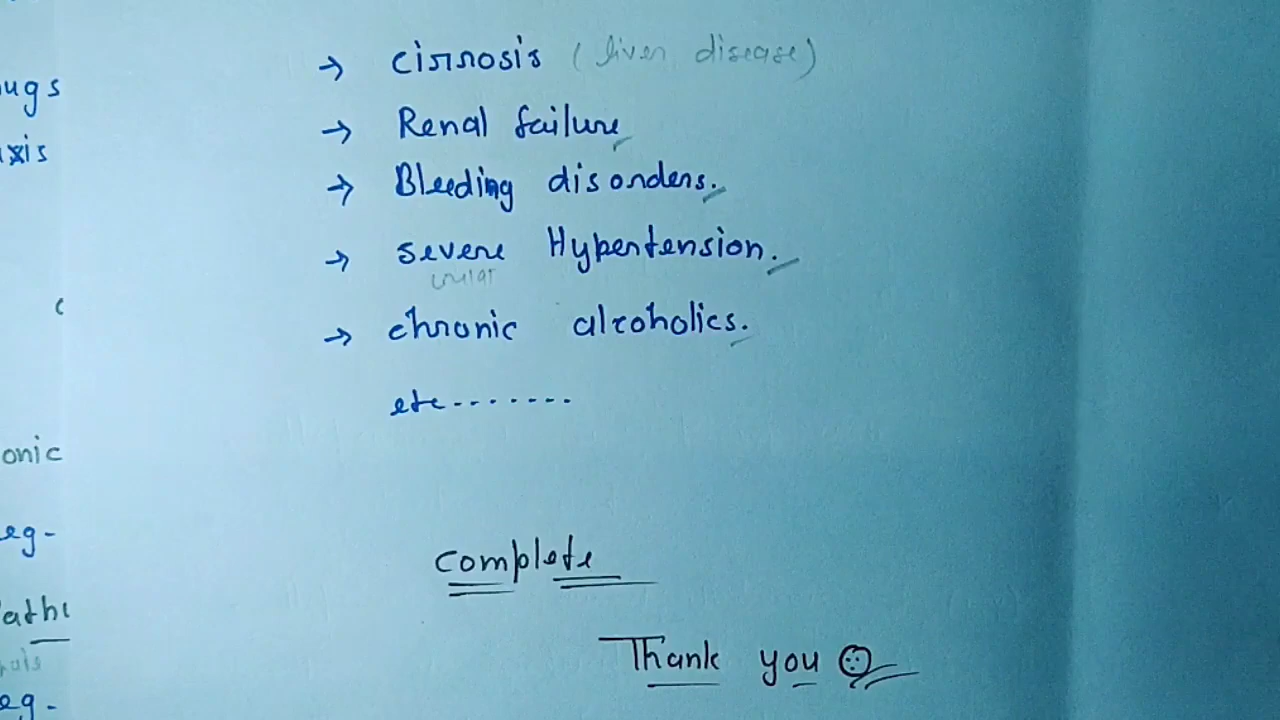 ugs
xis
→ Cirrosis (liver disease)
→ Renal failure
→ Bleeding disorders.
→ severe Hypertension.
→ chronic alcoholics.
etc.......
onic
eg-
complete
Thank you
eg-